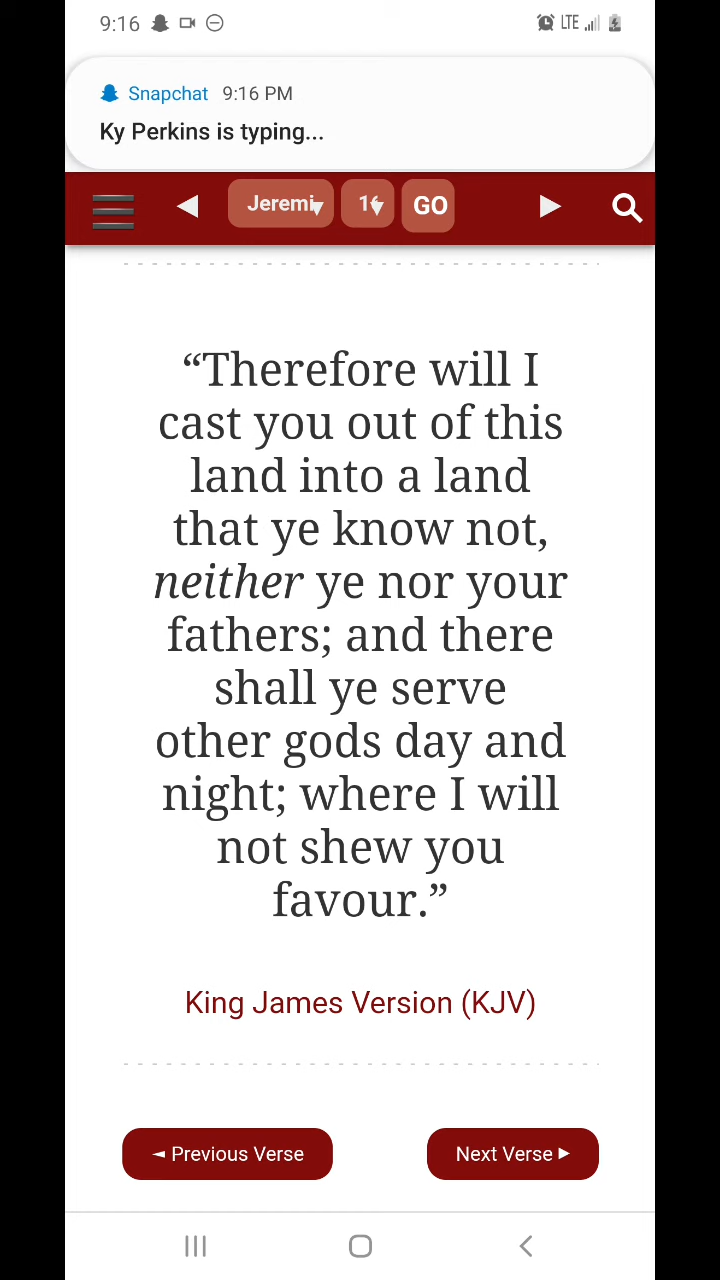 9:16 LTE
Snapchat 9:16 PM
Ky Perkins is typing...
Jeremi 16 GO
“Therefore will I
cast you out of this
land into a land
that ye know not,
neither ye nor your
fathers; and there
shall ye serve
other gods day and
night; where I will
not shew you
favour.”
King James Version (KJV)
◄ Previous Verse Next Verse ►